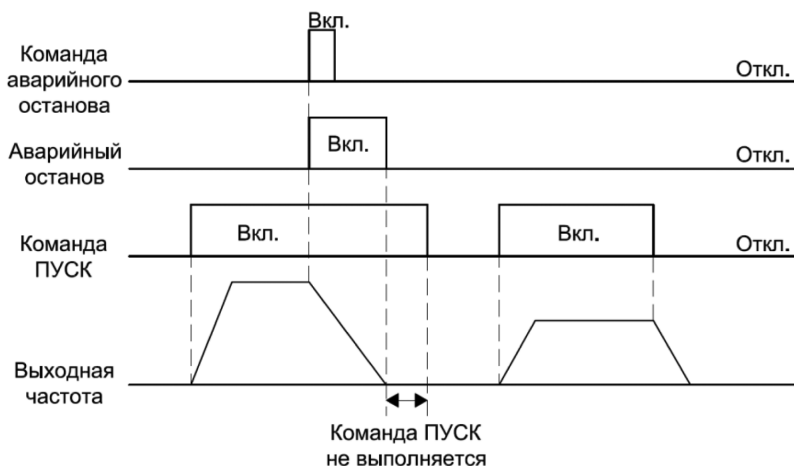 Вкл.
Команда
аварийного
останова
Откл.
Аварийный
останов
Вкл.
Откл.
Команда
ПУСК
Вкл.
Вкл.
Откл.
Выходная
частота
Команда ПУСК
не выполняется